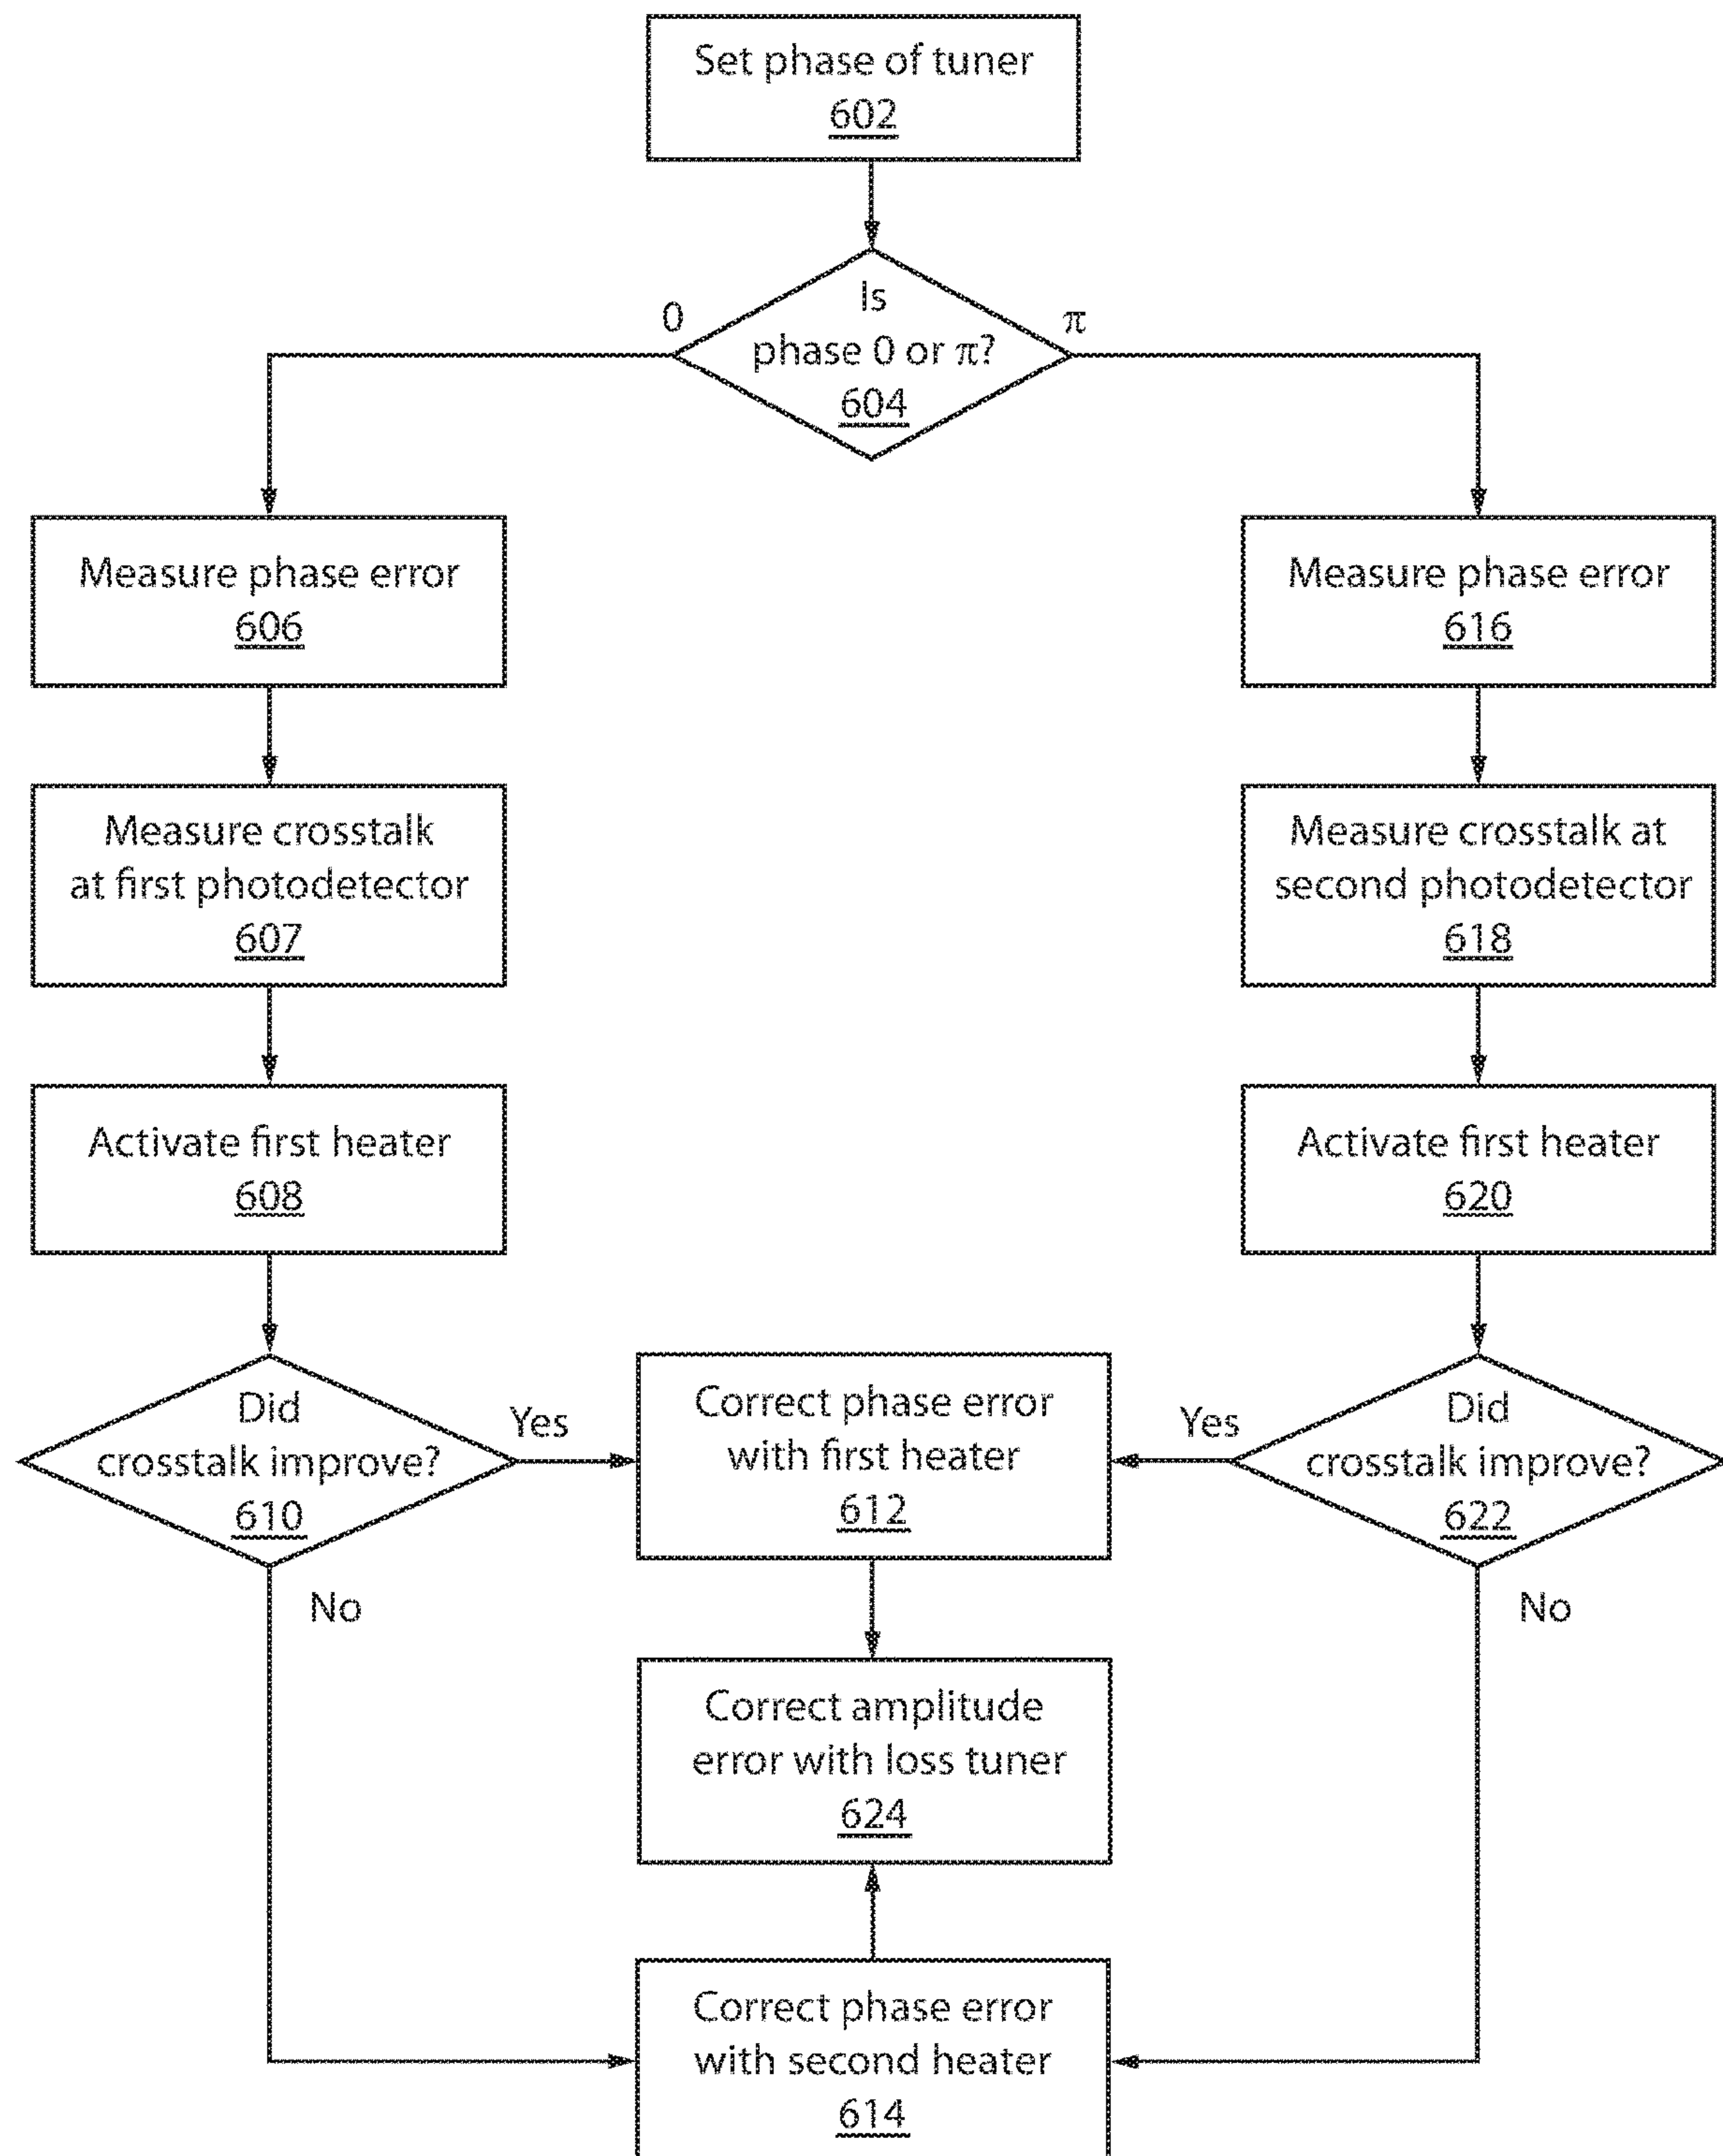 Set phase of tuner
602
Is
phase 0 or π?
604
0
π
Measure phase error
606
Measure phase error
616
Measure crosstalk
at first photodetector
607
Measure crosstalk at
second photodetector
618
Activate first heater
608
Activate first heater
620
Did
crosstalk improve?
610
Yes
No
Correct phase error
with first heater
612
Did
crosstalk improve?
622
Yes
No
Correct amplitude
error with loss tuner
624
Correct phase error
with second heater
614